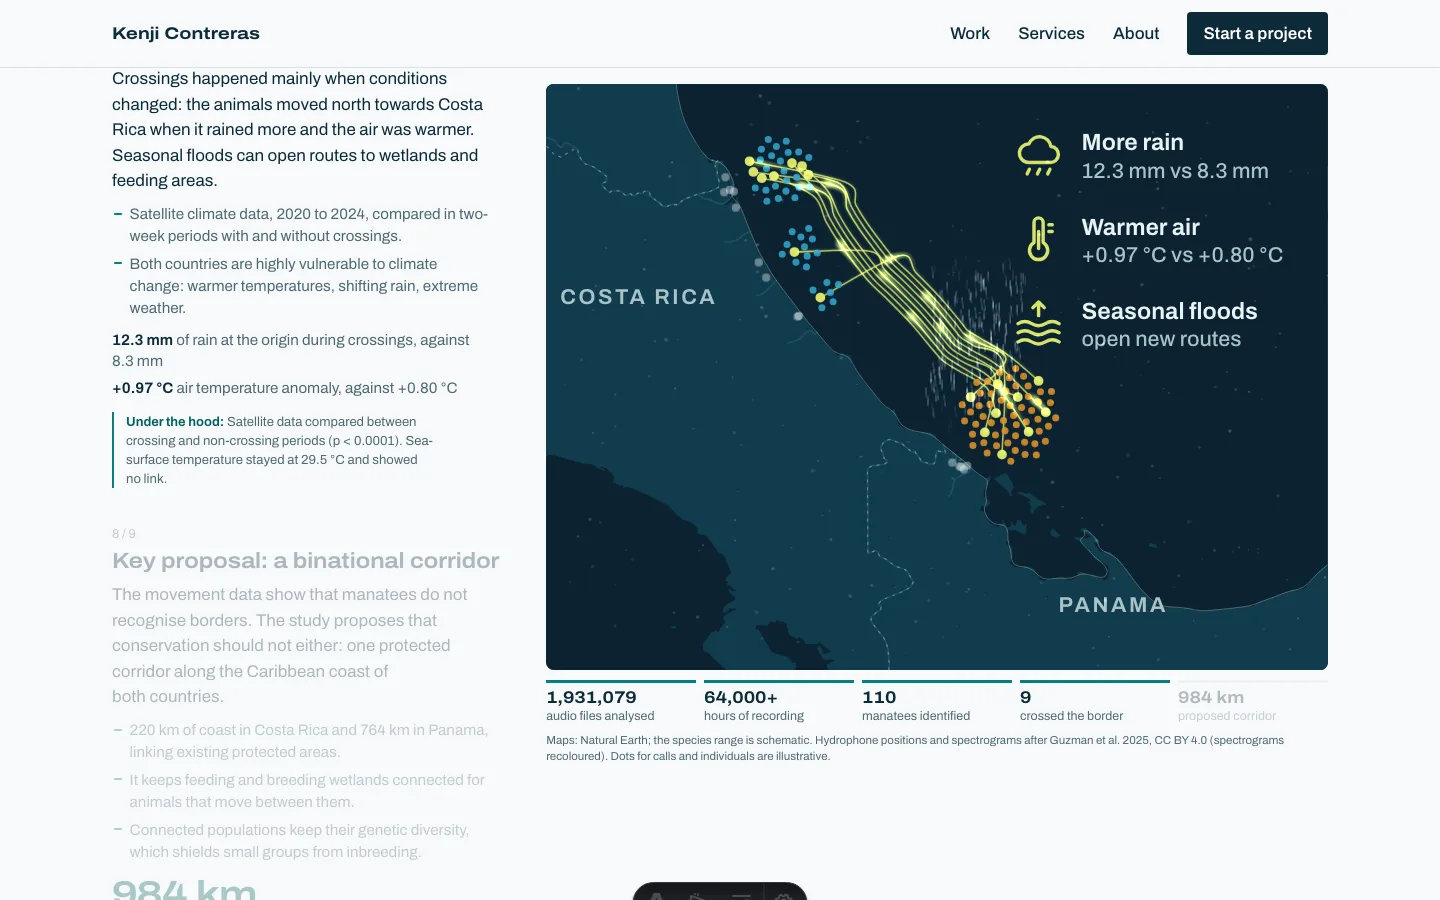 Kenji Contreras
Work
Services
About
Start a project
Crossings happened mainly when conditions
changed: the animals moved north towards Costa
Rica when it rained more and the air was warmer.
Seasonal floods can open routes to wetlands and
feeding areas.
– Satellite climate data, 2020 to 2024, compared in two-
week periods with and without crossings.
– Both countries are highly vulnerable to climate
change: warmer temperatures, shifting rain, extreme
weather.
12.3 mm of rain at the origin during crossings, against
8.3 mm
+0.97 °C air temperature anomaly, against +0.80 °C
Under the hood: Satellite data compared between
crossing and non-crossing periods (p < 0.0001). Sea-
surface temperature stayed at 29.5 °C and showed
no link.
8 / 9
Key proposal: a binational corridor
The movement data show that manatees do not
recognise borders. The study proposes that
conservation should not either: one protected
corridor along the Caribbean coast of
both countries.
– 220 km of coast in Costa Rica and 764 km in Panama,
linking existing protected areas.
– It keeps feeding and breeding wetlands connected for
animals that move between them.
– Connected populations keep their genetic diversity,
which shields small groups from inbreeding.
984 km
More rain
12.3 mm vs 8.3 mm
Warmer air
+0.97 °C vs +0.80 °C
Seasonal floods
open new routes
COSTA RICA
PANAMA
1,931,079
audio files analysed
64,000+
hours of recording
110
manatees identified
9
crossed the border
984 km
proposed corridor
Maps: Natural Earth; the species range is schematic. Hydrophone positions and spectrograms after Guzman et al. 2025, CC BY 4.0 (spectrograms
recoloured). Dots for calls and individuals are illustrative.